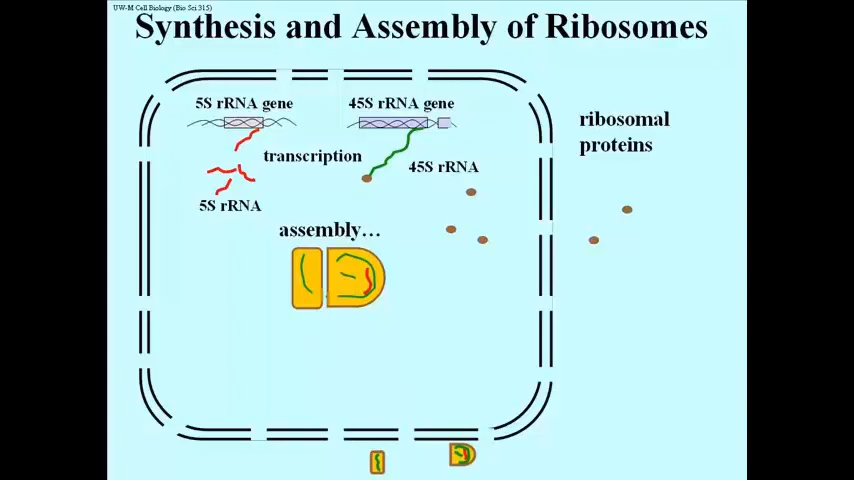 UW-M Cell Biology (Bio Sci 315)
Synthesis and Assembly of Ribosomes
5S rRNA gene
45S rRNA gene
ribosomal
proteins
transcription
45S rRNA
5S rRNA
assembly…